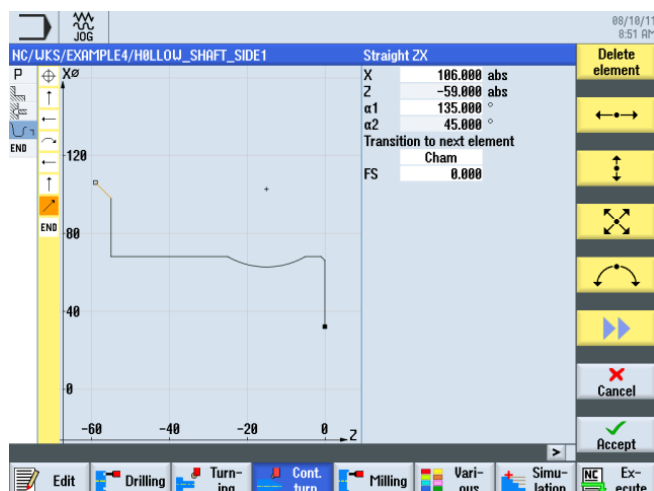 08/10/11
8:51 AM
JOG
NC/WKS/EXAMPLE4/HØLLOW_SHAFT_SIDE1
Straight ZX
Delete element
P
END
END
XØ
120
80
40
0
-60 -40 -20 0 Z
X 106.000 abs
Z -59.000 abs
α1 135.000 °
α2 45.000 °
Transition to next element
Cham
FS 0.000
Cancel
Accept
>
Edit
Drilling
Turn-
ing
Cont.
turn
Milling
Vari-
ous
Simu-
lation
NC
Ex-
ecute